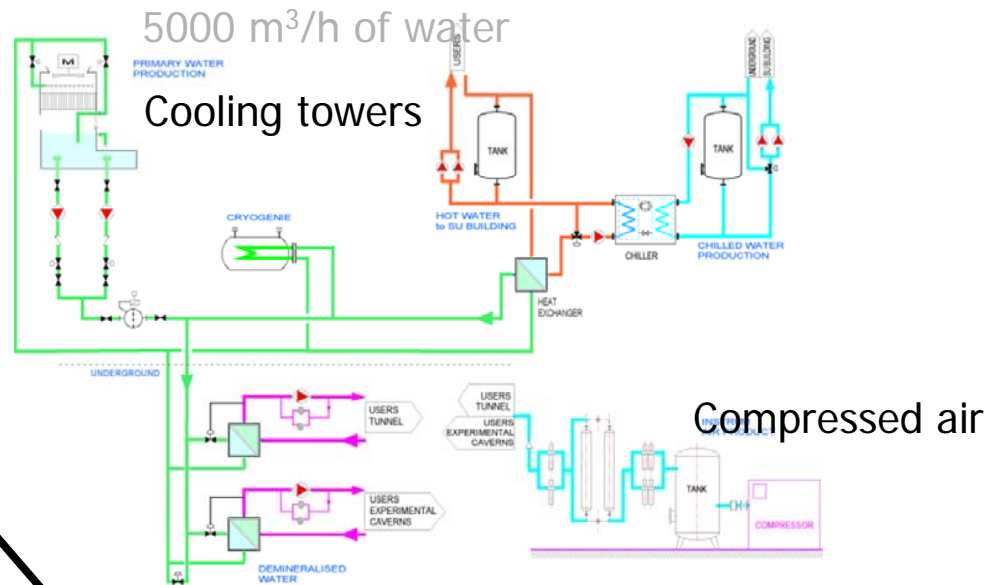 5000 m³/h of water
PRIMARY WATER
PRODUCTION
M
Cooling towers
USERS
TANK
HOT WATER
to SU BUILDING
UNDERGROUND
SU BUILDING
TANK
CHILLER
CHILLED WATER
PRODUCTION
CRYOGENIE
HEAT
EXCHANGER
UNDERGROUND
USERS
TUNNEL
USERS
EXPERIMENTAL
CAVERNS
DEMINERALISED
WATER
USERS
TUNNEL
USERS
EXPERIMENTAL
CAVERNS
Compressed air
TANK
COMPRESSOR